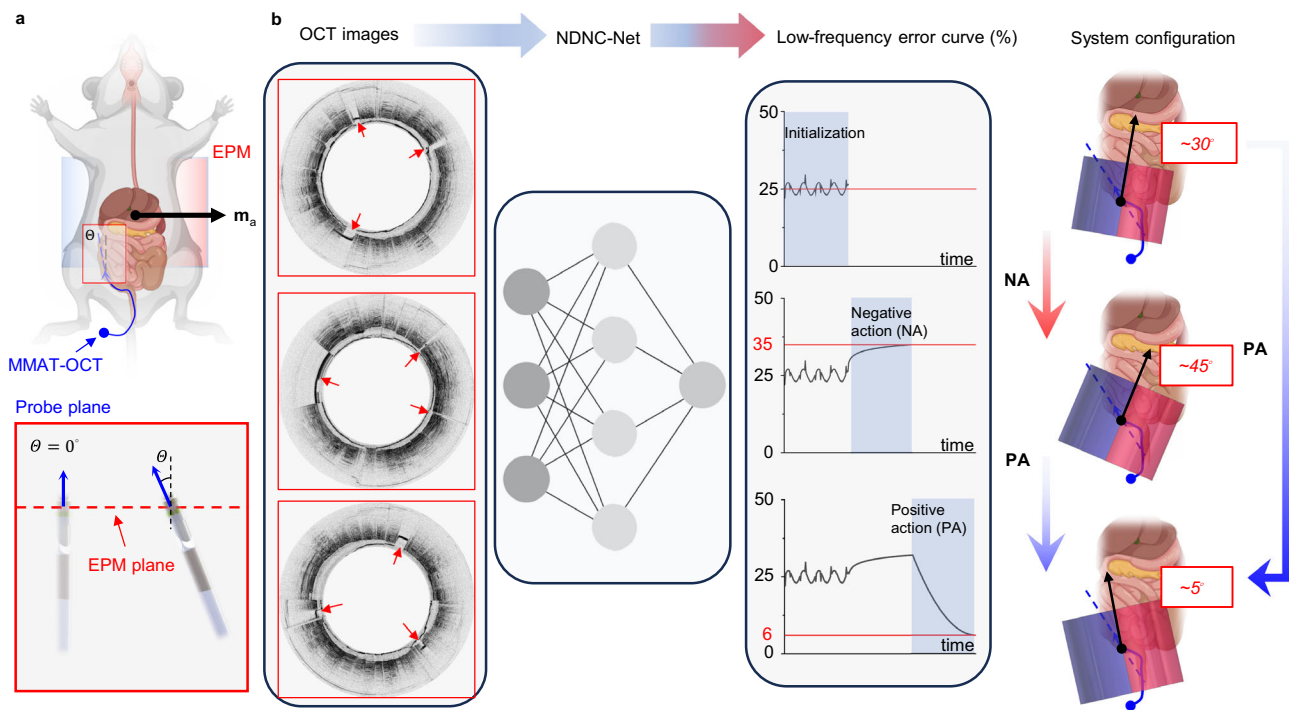 a
EPM
mₐ
Θ
MMAT-OCT
Probe plane
Θ = 0°
Θ
EPM plane
b
OCT images
NDNC-Net
Low-frequency error curve (%)
System configuration
50
Initialization
25
0
time
50
Negative
action (NA)
35
25
0
time
50
Positive
action (PA)
25
6
0
time
~30°
NA
~45°
PA
PA
~5°